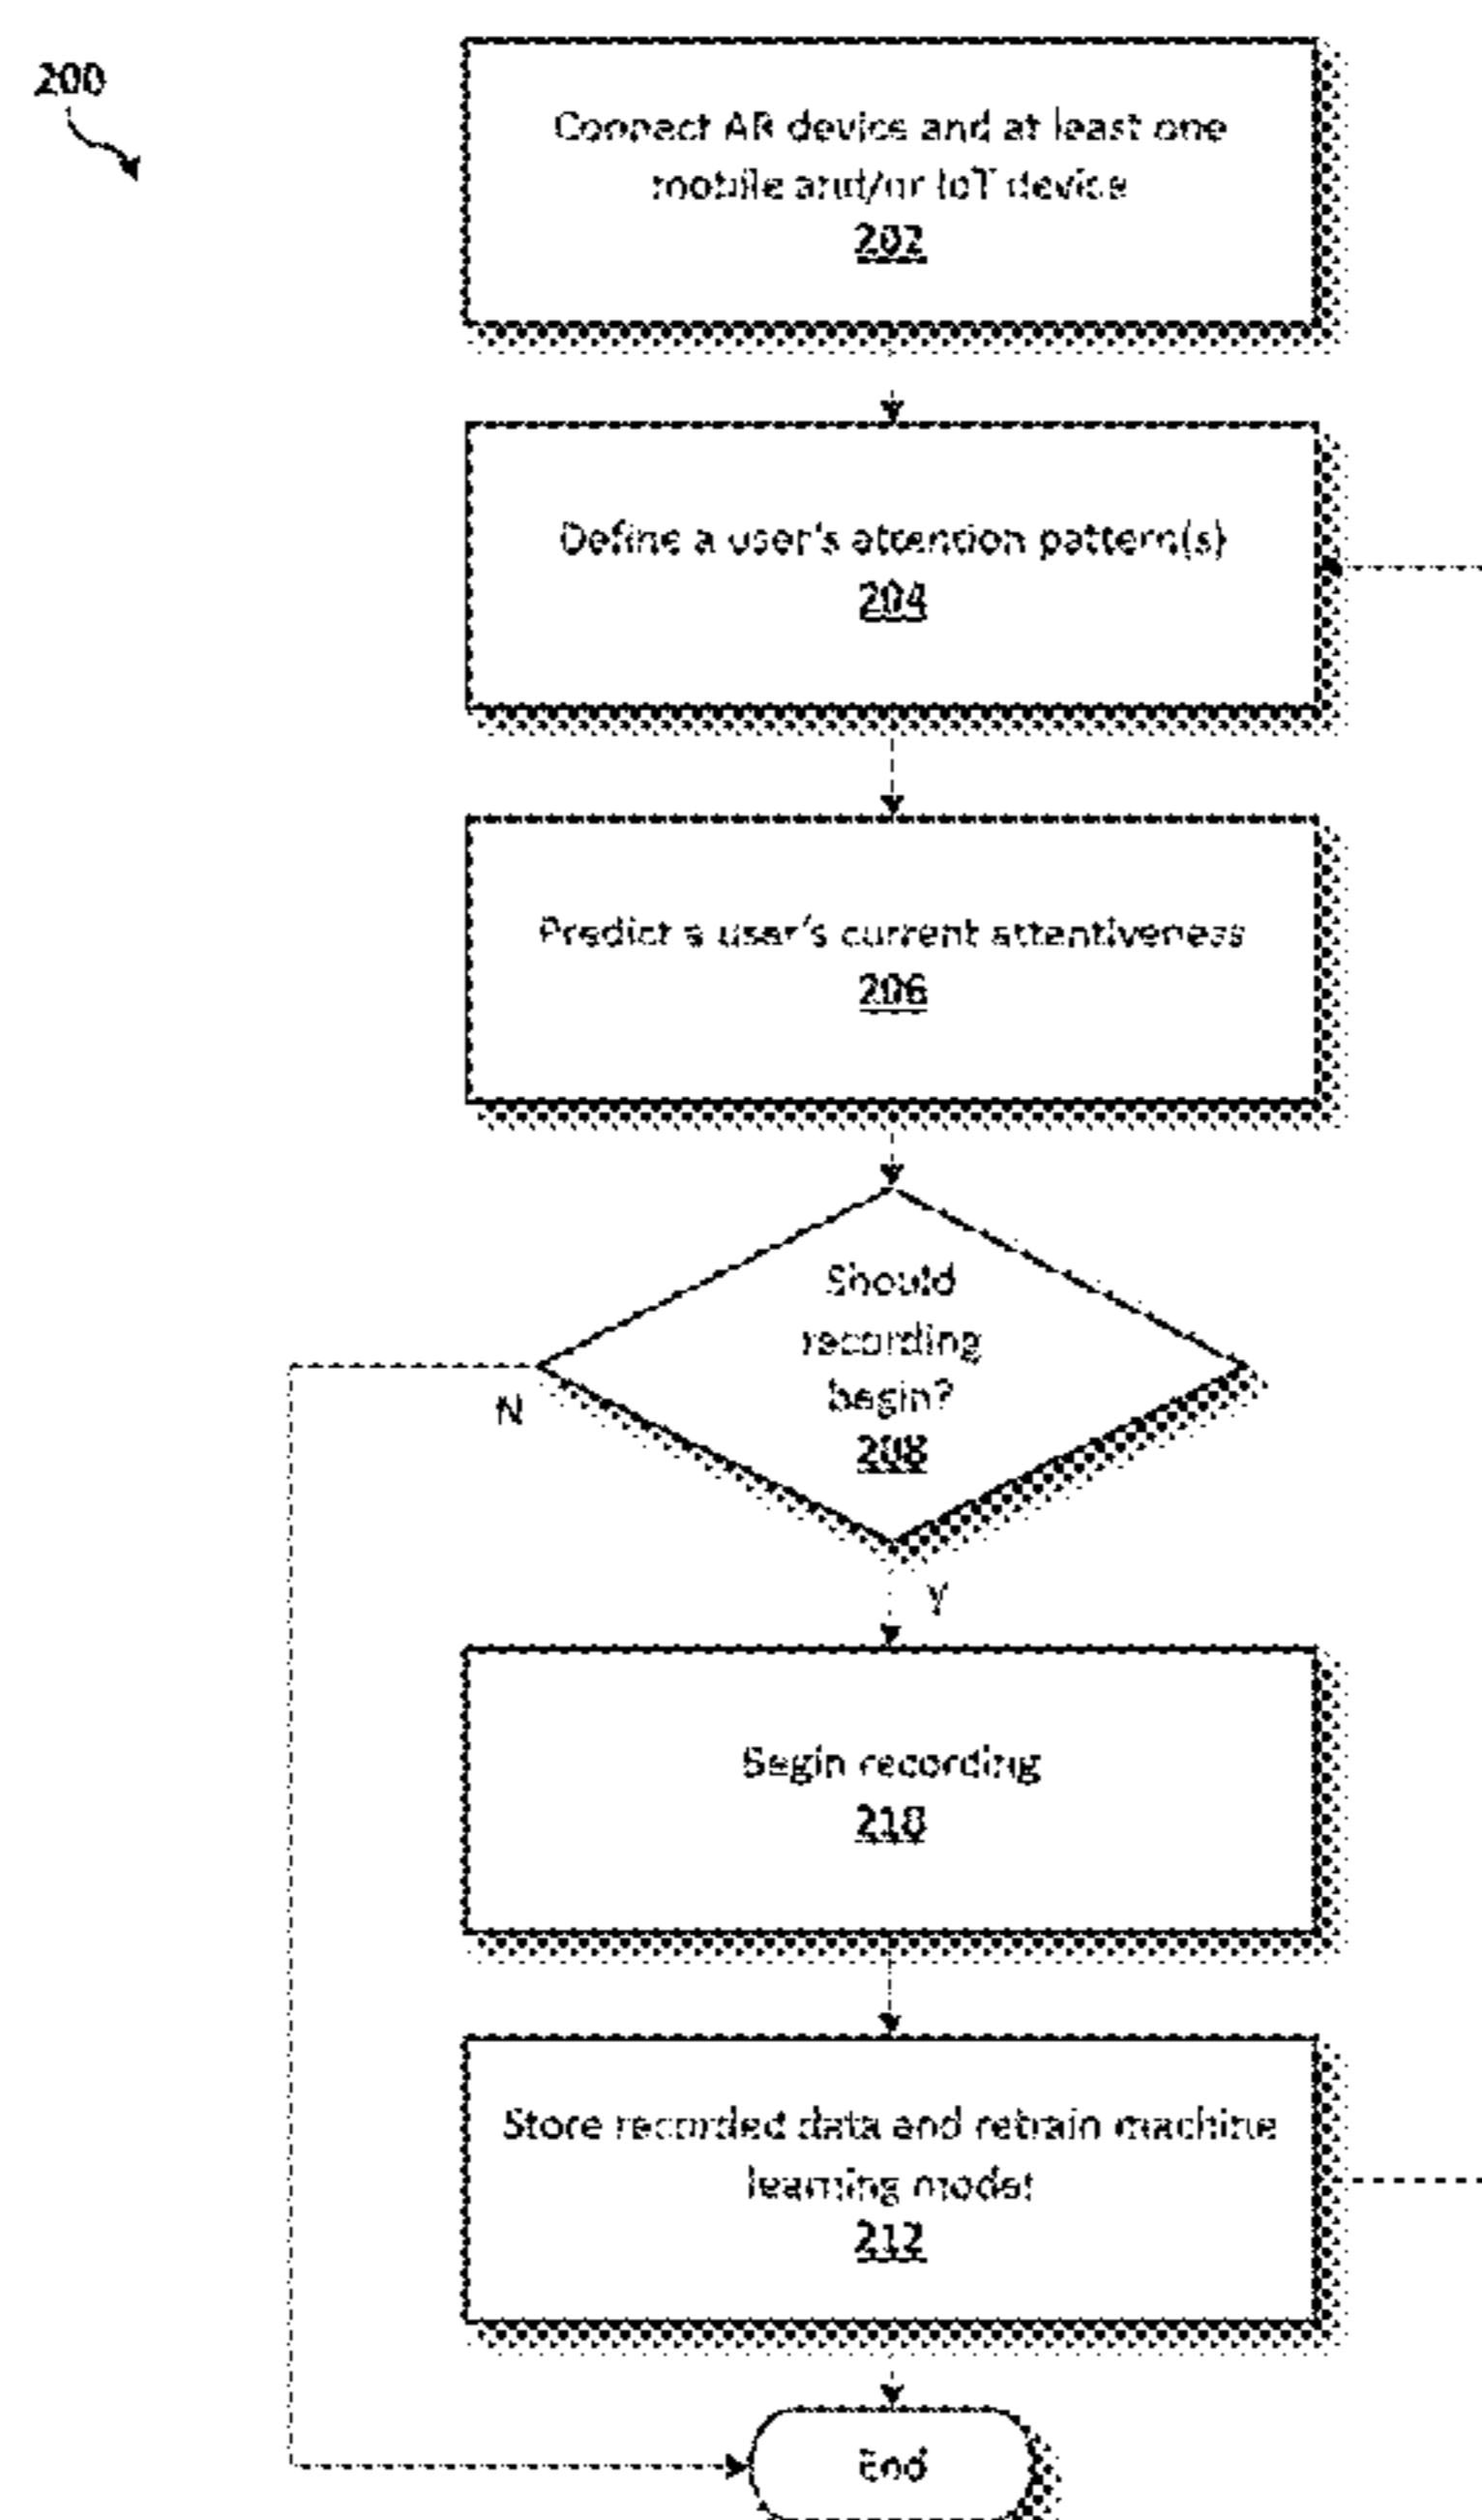 200
Connect AR device and at least one
mobile and/or IoT device
202
Define a user's attention pattern(s)
204
Predict a user's current attentiveness
206
Should
recording
begin?
208
N
Y
Begin recording
210
Store recorded data and retrain machine
learning model
212
End